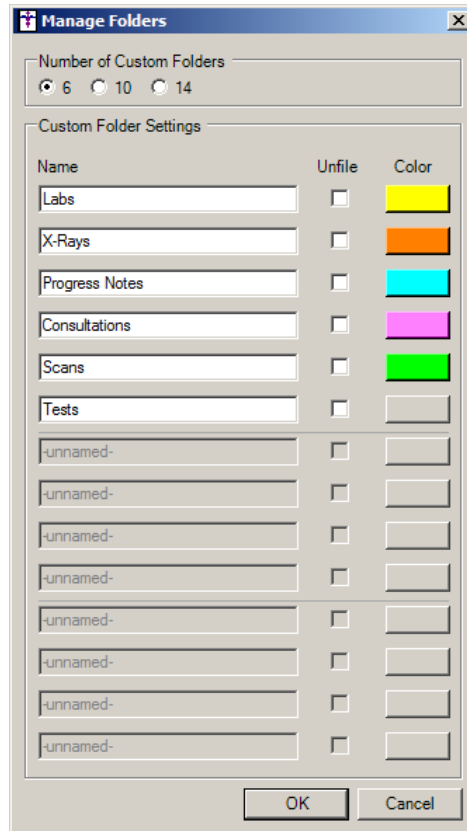 Manage Folders
Number of Custom Folders
6 10 14
Custom Folder Settings
Name Unfile Color
Labs
X-Rays
Progress Notes
Consultations
Scans
Tests
-unnamed-
-unnamed-
-unnamed-
-unnamed-
-unnamed-
-unnamed-
-unnamed-
-unnamed-
OK Cancel